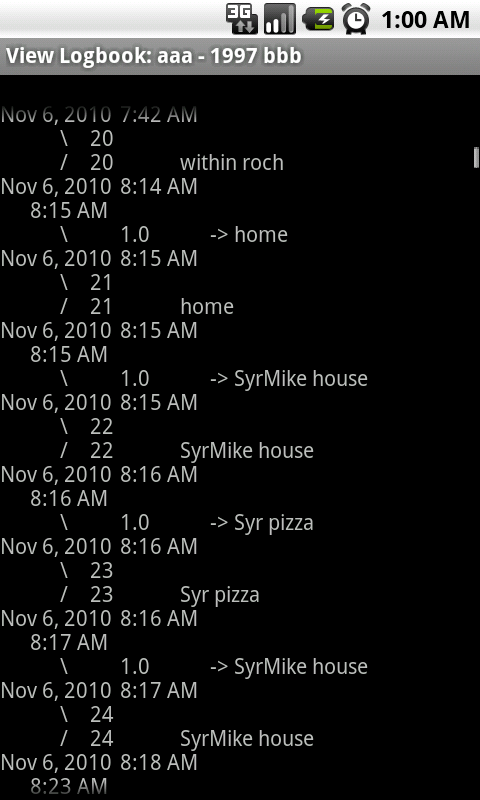 3G 1:00 AM
View Logbook: aaa - 1997 bbb
Nov 6, 2010 7:42 AM
\ 20
/ 20 within roch
Nov 6, 2010 8:14 AM
8:15 AM
\ 1.0 -> home
Nov 6, 2010 8:15 AM
\ 21
/ 21 home
Nov 6, 2010 8:15 AM
8:15 AM
\ 1.0 -> SyrMike house
Nov 6, 2010 8:15 AM
\ 22
/ 22 SyrMike house
Nov 6, 2010 8:16 AM
8:16 AM
\ 1.0 -> Syr pizza
Nov 6, 2010 8:16 AM
\ 23
/ 23 Syr pizza
Nov 6, 2010 8:16 AM
8:17 AM
\ 1.0 -> SyrMike house
Nov 6, 2010 8:17 AM
\ 24
/ 24 SyrMike house
Nov 6, 2010 8:18 AM
8:23 AM